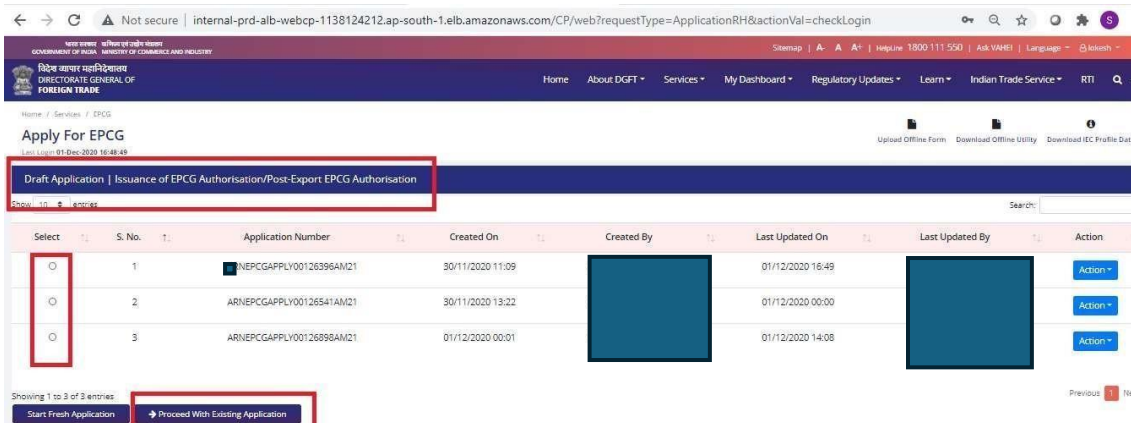 Not secure | internal-prd-alb-webcp-1138124212.ap-south-1.elb.amazonaws.com/CP/web?requestType=ApplicationRH&actionVal=checkLogin
S
भारत सरकार
GOVERNMENT OF INDIA MINISTRY OF COMMERCE AND INDUSTRY
Sitemap | A- A A+ | HelpLine 1800 111 550 | Ask VAHEI | Language lokesh
विदेश व्यापार महानिदेशालय
DIRECTORATE GENERAL OF
FOREIGN TRADE
Home About DGFT Services My Dashboard Regulatory Updates Learn Indian Trade Service RTI
Home / Services / EPCG
Apply For EPCG
Last Login 01-Dec-2020 16:48:49
Upload Offline Form Download Offline Utility Download IEC Profile Dat
Draft Application | Issuance of EPCG Authorisation/Post-Export EPCG Authorisation
Show 10 entries
Search:
Select S. No. Application Number Created On Created By Last Updated On Last Updated By Action
1 RNEPCGAPPLY00126396AM21 30/11/2020 11:09 01/12/2020 16:49 Action
2 ARNEPCGAPPLY00126541AM21 30/11/2020 13:22 01/12/2020 00:00 Action
3 ARNEPCGAPPLY00126898AM21 01/12/2020 00:01 01/12/2020 14:08 Action
Showing 1 to 3 of 3 entries
Previous 1 Ne
Start Fresh Application Proceed With Existing Application